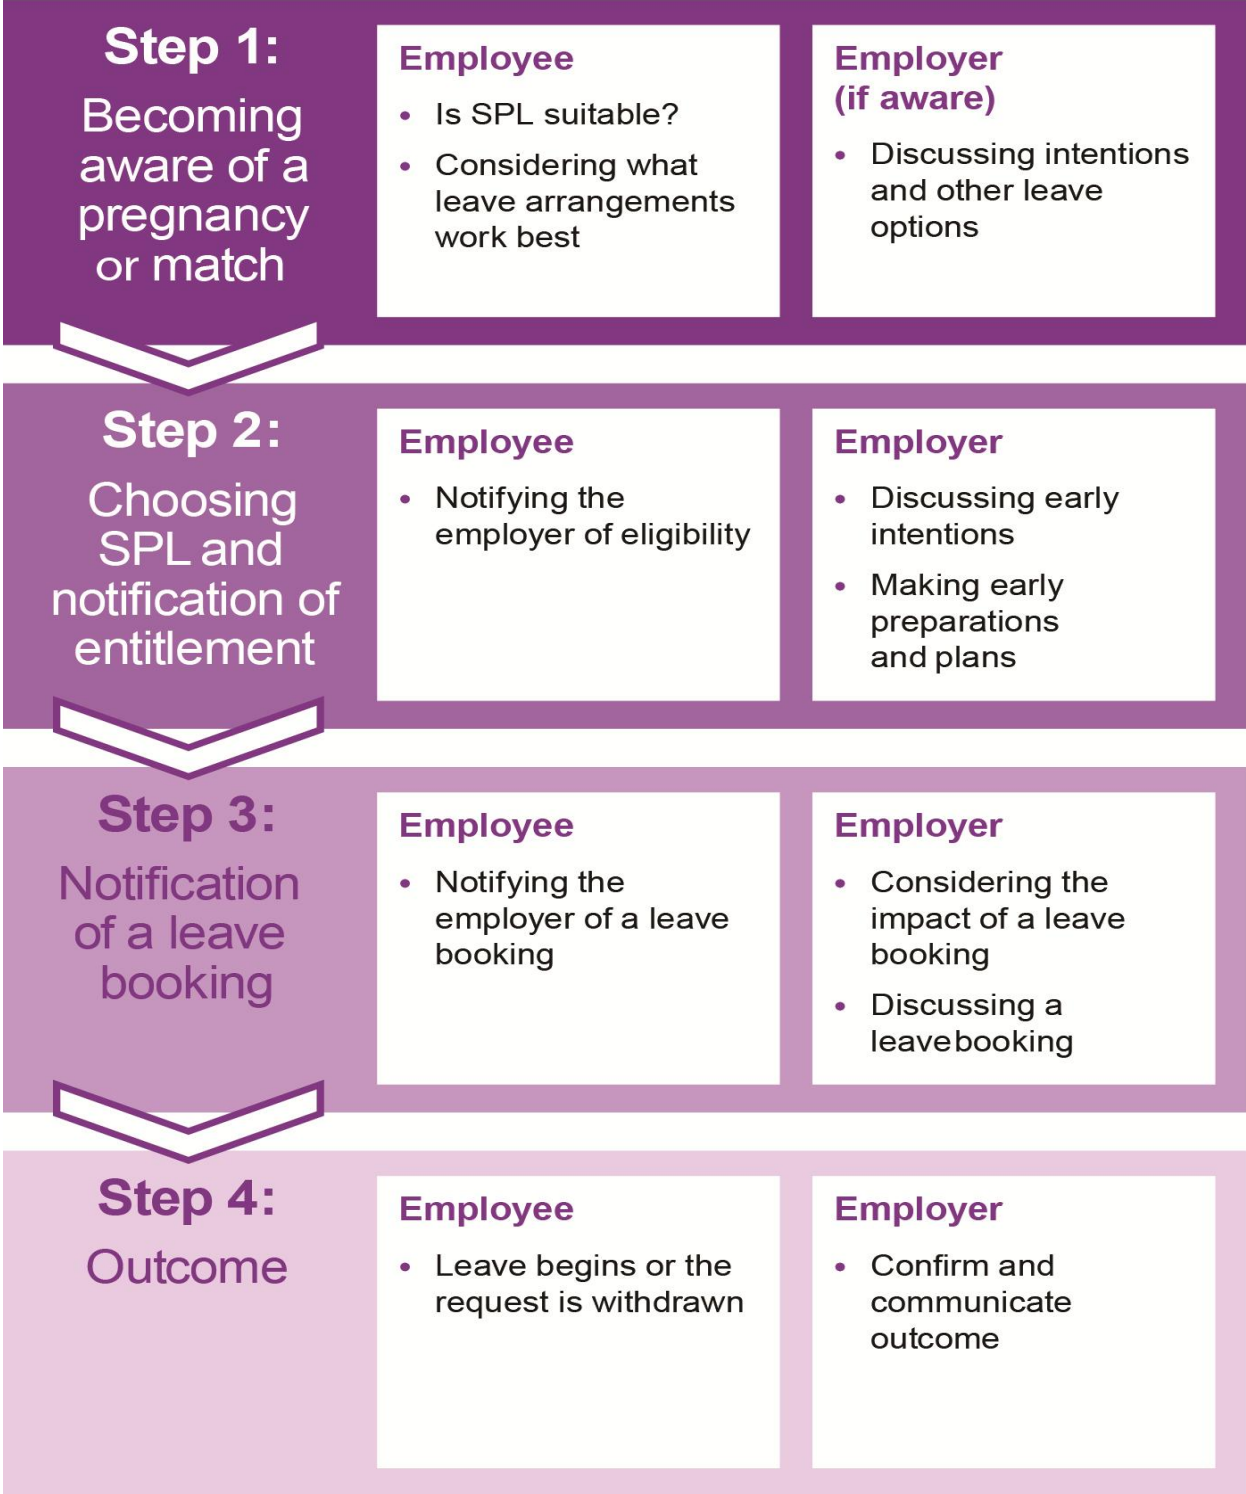 Step 1:
Becoming
aware of a
pregnancy
or match
Employee
• Is SPL suitable?
• Considering what
leave arrangements
work best
Employer
(if aware)
• Discussing intentions
and other leave
options
Step 2:
Choosing
SPL and
notification of
entitlement
Employee
• Notifying the
employer of eligibility
Employer
• Discussing early
intentions
• Making early
preparations
and plans
Step 3:
Notification
of a leave
booking
Employee
• Notifying the
employer of a leave
booking
Employer
• Considering the
impact of a leave
booking
• Discussing a
leavebooking
Step 4:
Outcome
Employee
• Leave begins or the
request is withdrawn
Employer
• Confirm and
communicate
outcome